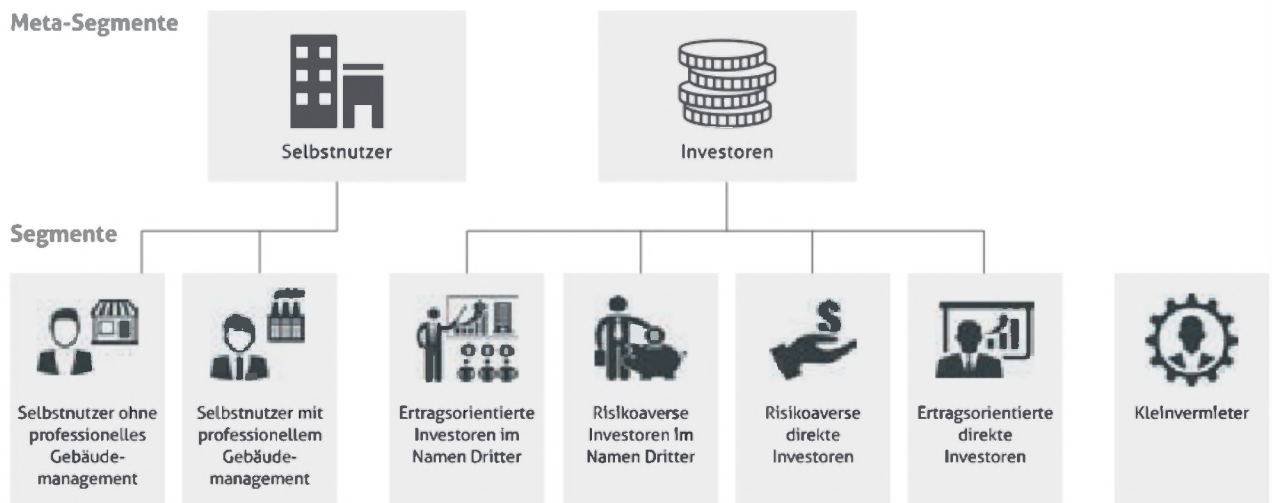 Meta-Segmente
Selbstnutzer
Investoren
Segmente
Selbstnutzer ohne
professionelles
Gebäude-
management
Selbstnutzer mit
professionellem
Gebäude-
management
Ertragsorientierte
Investoren im
Namen Dritter
Risikoaverse
Investoren im
Namen Dritter
$
Risikoaverse
direkte
Investoren
Ertragsorientierte
direkte
Investoren
Kleinvermieter